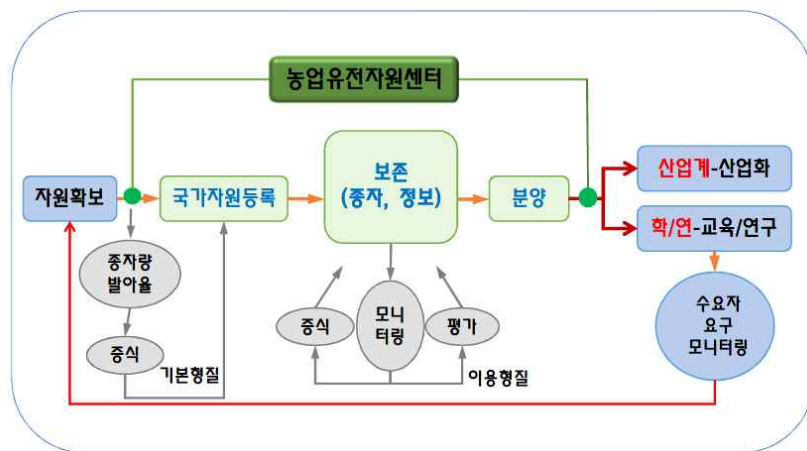 농업유전자원센터
자원확보
국가자원등록
보존
(종자, 정보)
분양
산업계-산업화
학/연-교육/연구
종자량
발아율
증식
기본형질
증식
모니
터링
평가
이용형질
수요자
요구
모니터링